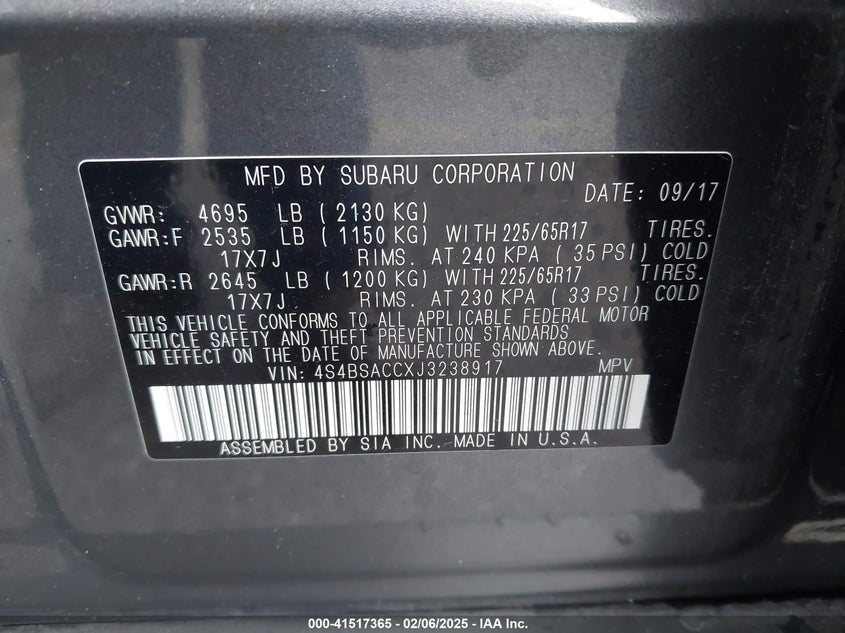 MFD BY SUBARU CORPORATION
DATE: 09/17
GVWR: 4695 LB ( 2130 KG)
GAWR:F 2535 LB ( 1150 KG) WITH 225/65R17 TIRES.
17X7J RIMS. AT 240 KPA ( 35 PSI) COLD
GAWR:R 2645 LB ( 1200 KG) WITH 225/65R17 TIRES.
17X7J RIMS. AT 230 KPA ( 33 PSI) COLD
THIS VEHICLE CONFORMS TO ALL APPLICABLE FEDERAL MOTOR
VEHICLE SAFETY AND THEFT PREVENTION STANDARDS
IN EFFECT ON THE DATE OF MANUFACTURE SHOWN ABOVE.
VIN: 4S4BSACCXJ3238917 MPV
ASSEMBLED BY SIA INC. MADE IN U.S.A.
000-41517365 - 02/06/2025 - IAA Inc.